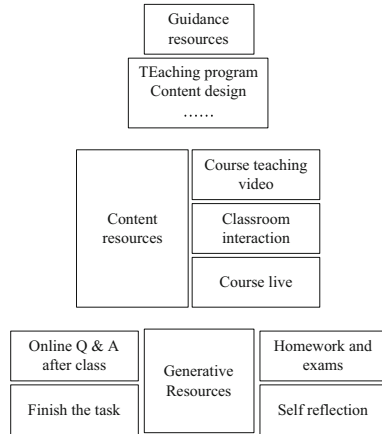 Guidance
resources
TEaching program
Content design
……
Content
resources
Course teaching
video
Classroom
interaction
Course live
Online Q & A
after class
Finish the task
Generative
Resources
Homework and
exams
Self reflection